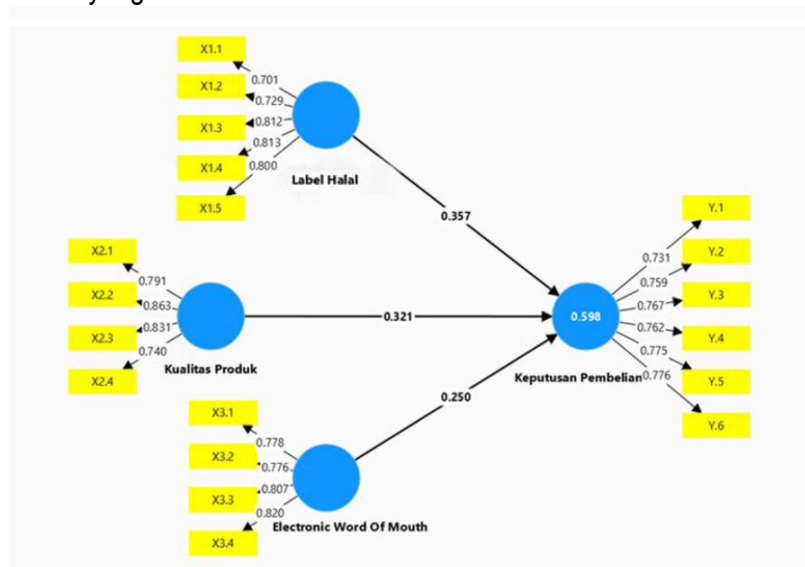 X1.1
X1.2
X1.3
X1.4
X1.5
0.701
0.729
0.812
0.813
0.800
Label Halal
0.357
X2.1
X2.2
X2.3
X2.4
0.791
0.863
0.831
0.740
Kualitas Produk
0.321
X3.1
X3.2
X3.3
X3.4
0.778
0.776
0.807
0.820
Electronic Word Of Mouth
0.250
0.598
Keputusan Pembelian
0.731
0.759
0.767
0.762
0.775
0.776
Y.1
Y.2
Y.3
Y.4
Y.5
Y.6